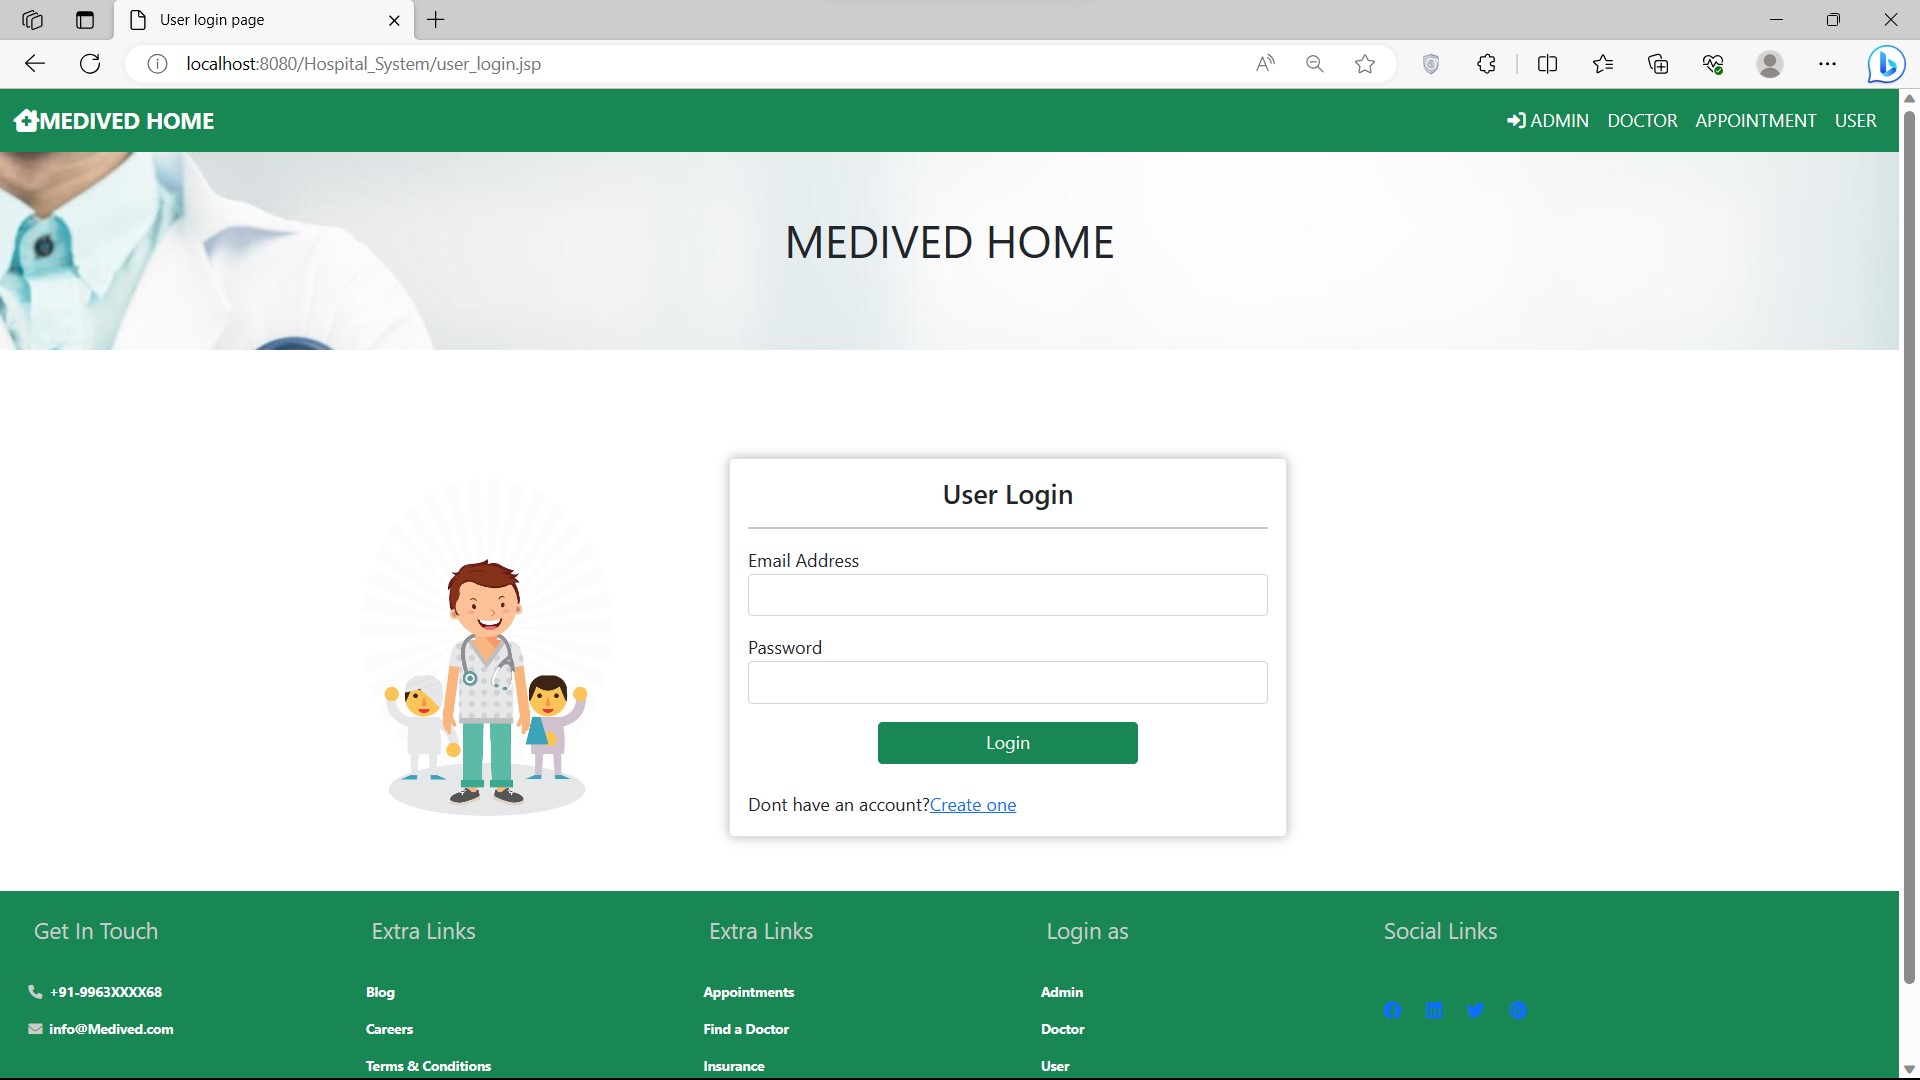 User login page
localhost:8080/Hospital_System/user_login.jsp
MEDIVED HOME
ADMIN DOCTOR APPOINTMENT USER
MEDIVED HOME
User Login
Email Address
Password
Login
Dont have an account?Create one
Get In Touch
+91-9963XXXX68
info@Medived.com
Extra Links
Blog
Careers
Terms & Conditions
Extra Links
Appointments
Find a Doctor
Insurance
Login as
Admin
Doctor
User
Social Links